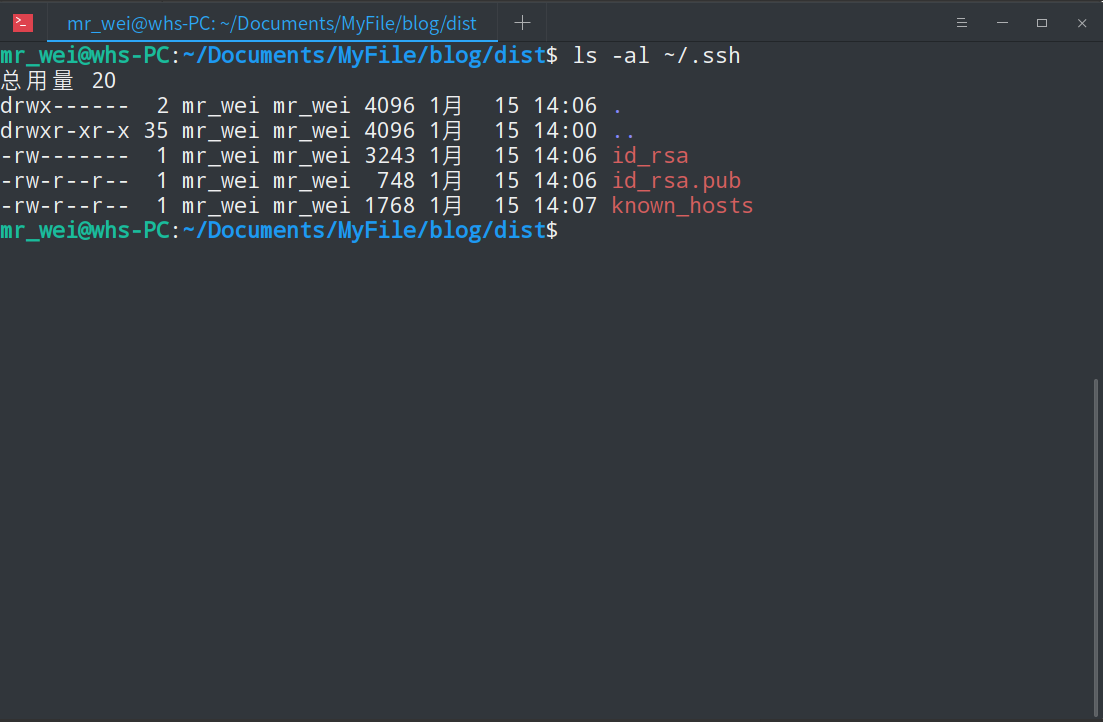 mr_wei@whs-PC: ~/Documents/MyFile/blog/dist
mr_wei@whs-PC:~/Documents/MyFile/blog/dist$ ls -al ~/.ssh
总用量 20
drwx------  2 mr_wei mr_wei 4096 1月  15 14:06 .
drwxr-xr-x 35 mr_wei mr_wei 4096 1月  15 14:00 ..
-rw-------  1 mr_wei mr_wei 3243 1月  15 14:06 id_rsa
-rw-r--r--  1 mr_wei mr_wei  748 1月  15 14:06 id_rsa.pub
-rw-r--r--  1 mr_wei mr_wei 1768 1月  15 14:07 known_hosts
mr_wei@whs-PC:~/Documents/MyFile/blog/dist$